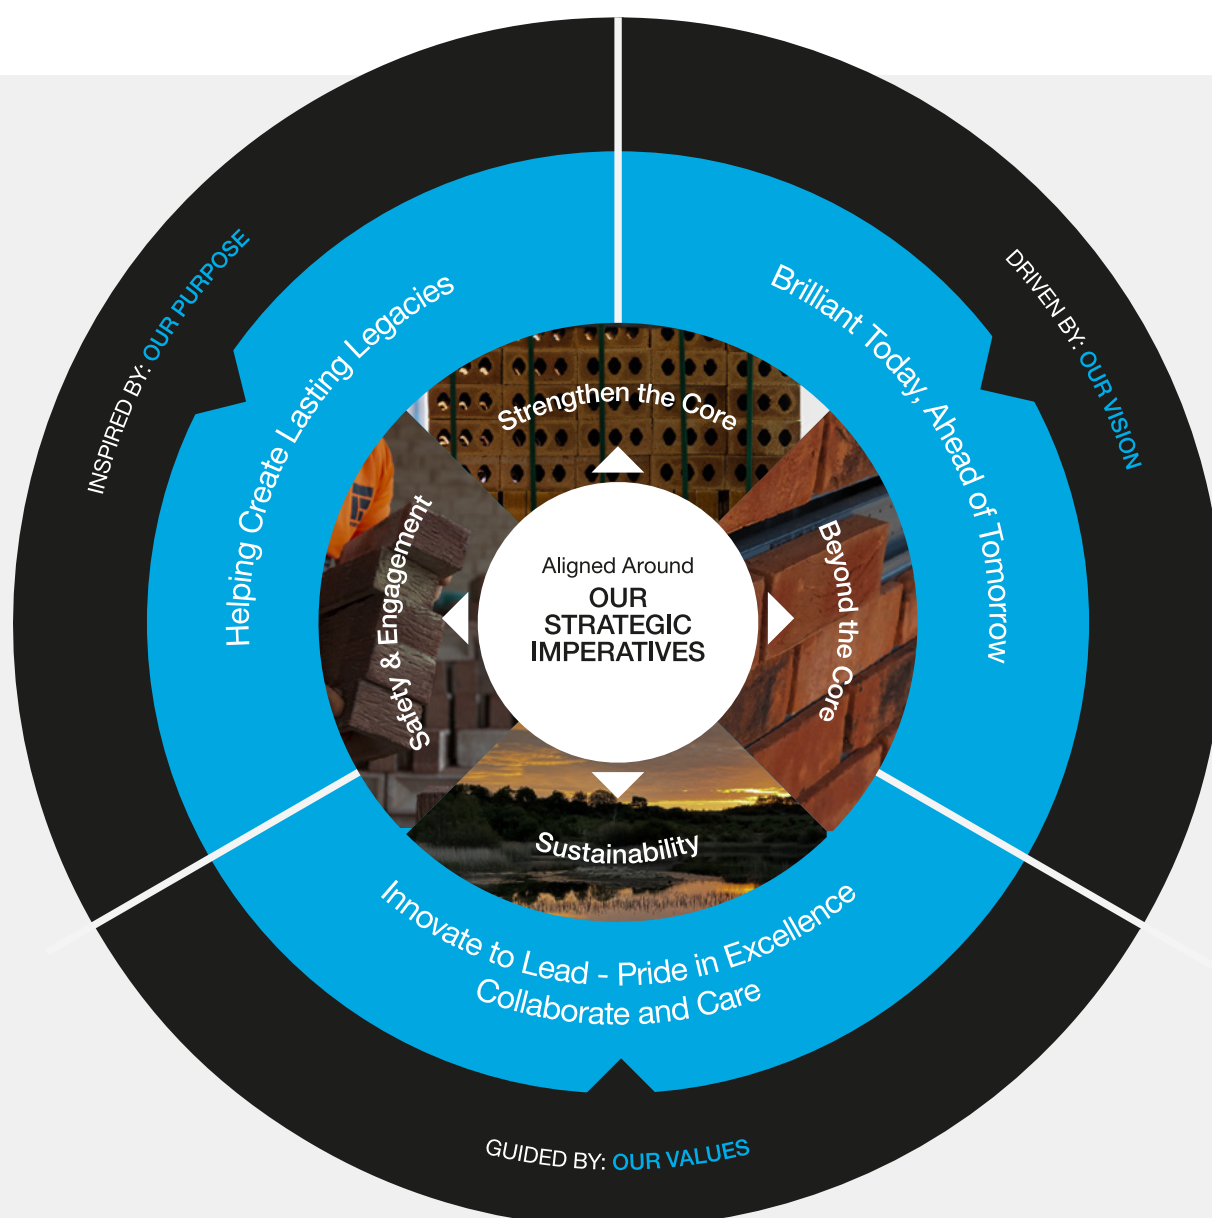 INSPIRED BY: OUR PURPOSE
Helping Create Lasting Legacies
DRIVEN BY: OUR VISION
Brilliant Today, Ahead of Tomorrow
Strengthen the Core
Safety & Engagement
Aligned Around
OUR
STRATEGIC
IMPERATIVES
Beyond the Core
Sustainability
Innovate to Lead - Pride in Excellence
Collaborate and Care
GUIDED BY: OUR VALUES